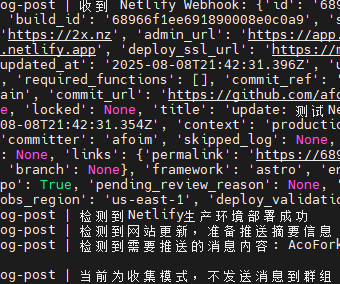 og-post | 收到 Netlify Webhook: {'id': '689
'build_id': '68966f1ee691890008e0c0a9', 's
'https://2x.nz', 'admin_url': 'https://app.
.netlify.app', 'deploy_ssl_url': 'https://m
updated_at': '2025-08-08T21:42:31.396Z', 'u
, 'required_functions': [], 'commit_ref': '
ain', 'commit_url': 'https://github.com/afo
e, 'locked': None, 'title': 'update: 测试Ne
08-08T21:42:31.354Z', 'context': 'productio
'committer': 'afoim', 'skipped_log': None,
: None, 'links': {'permalink': 'https://689
'branch': None}, 'framework': 'astro', 'en
po': True, 'pending_review_reason': None, '
obs_region': 'us-east-1', 'deploy_validatio
og-post | 检测到Netlify生产环境部署成功
og-post | 检测到网站更新，准备推送摘要信息
og-post | 检测到需要推送的消息内容：AcoFork
og-post | 当前为收集模式，不发送消息到群组